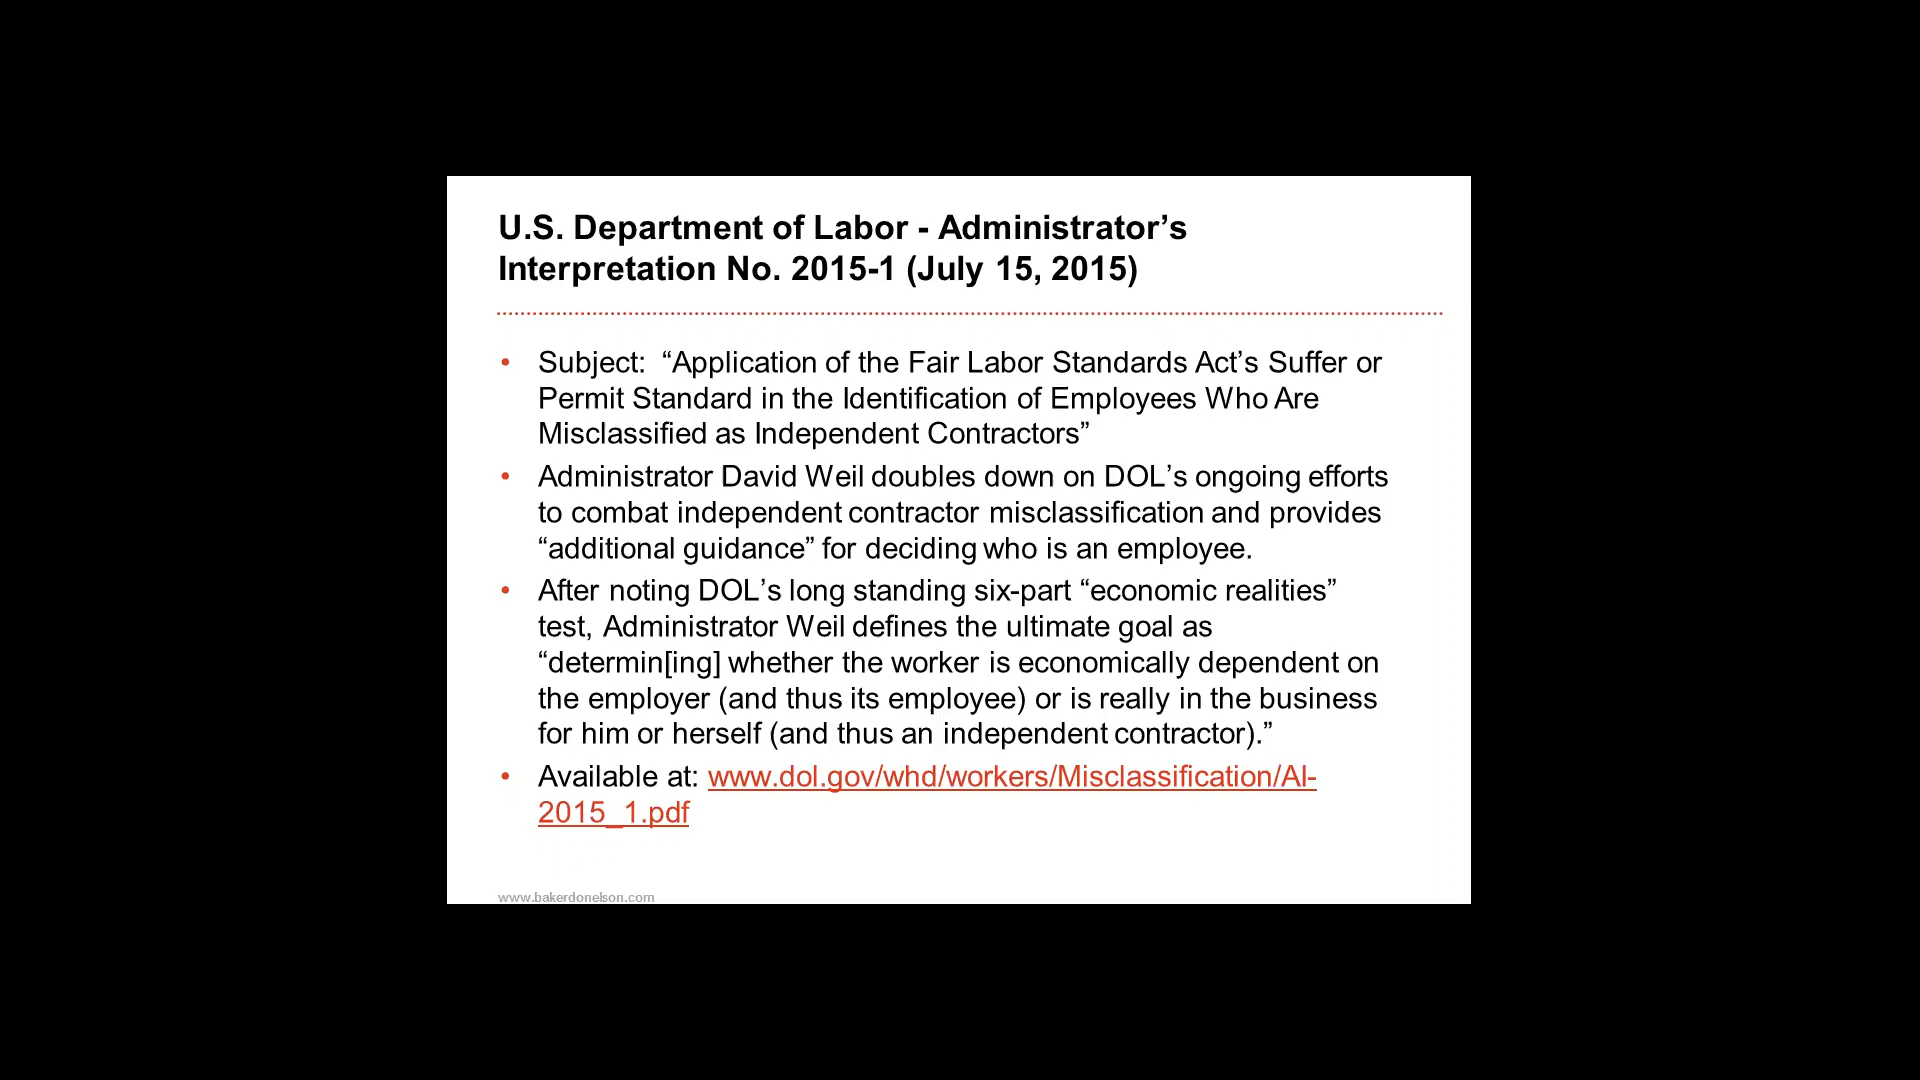 U.S. Department of Labor - Administrator’s
Interpretation No. 2015-1 (July 15, 2015)
• Subject:  “Application of the Fair Labor Standards Act’s Suffer or
Permit Standard in the Identification of Employees Who Are
Misclassified as Independent Contractors”
• Administrator David Weil doubles down on DOL’s ongoing efforts
to combat independent contractor misclassification and provides
“additional guidance” for deciding who is an employee.
• After noting DOL’s long standing six-part “economic realities”
test, Administrator Weil defines the ultimate goal as
“determin[ing] whether the worker is economically dependent on
the employer (and thus its employee) or is really in the business
for him or herself (and thus an independent contractor).”
• Available at: www.dol.gov/whd/workers/Misclassification/AI-
2015_1.pdf
www.bakerdonelson.com